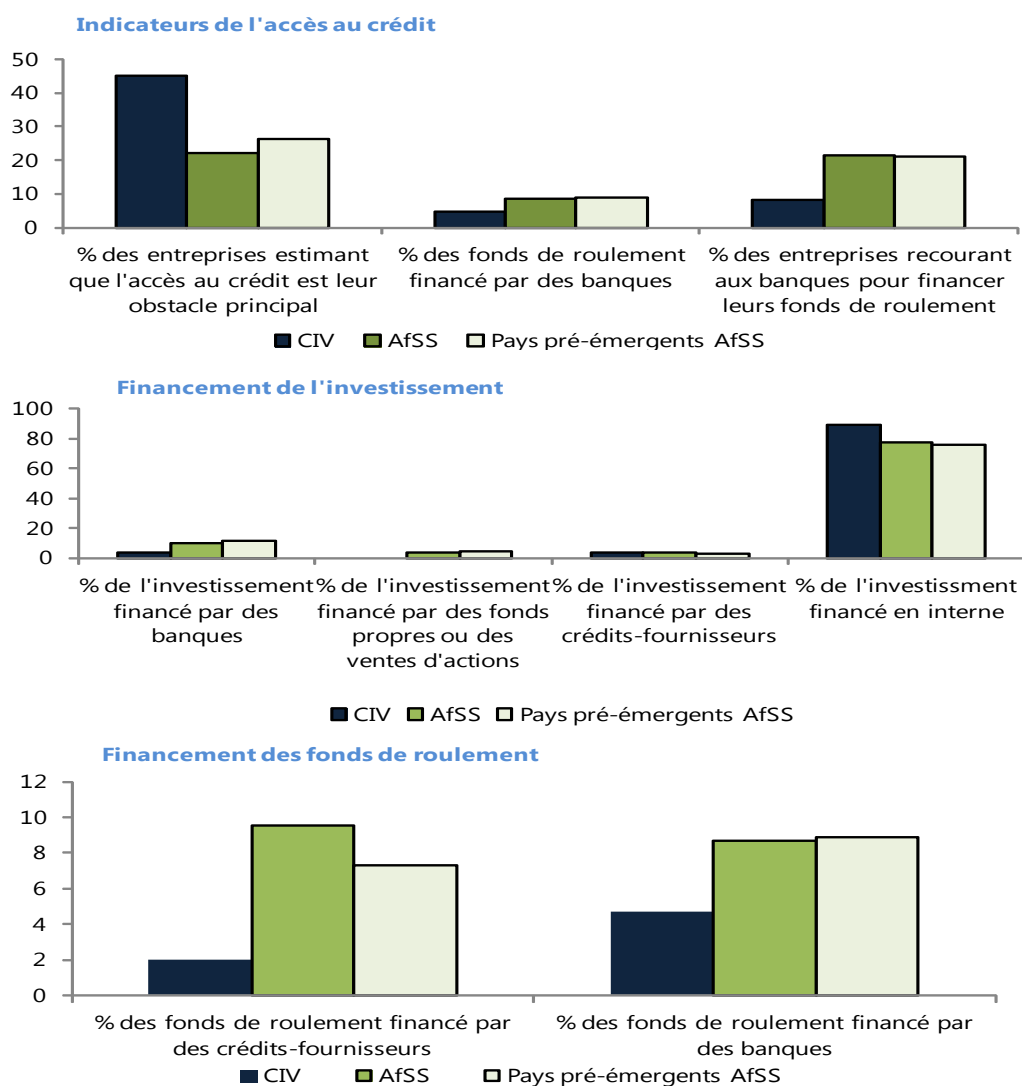 Indicateurs de l'accès au crédit
50
40
30
20
10
0
% des entreprises estimant
que l'accès au crédit est leur
obstacle principal
% des fonds de roulement
financé par des banques
% des entreprises recourant
aux banques pour financer
leurs fonds de roulement
CIV AfSS Pays pré-émergents AfSS
Financement de l'investissement
100
80
60
40
20
0
% de l'investissement
financé par des
banques
% de l'investissement
financé par des fonds
propres ou des
ventes d'actions
% de l'investissement
financé par des
crédits-fournisseurs
% de l'investissment
financé en interne
CIV AfSS Pays pré-émergents AfSS
Financement des fonds de roulement
12
10
8
6
4
2
0
% des fonds de roulement financé par
des crédits-fournisseurs
% des fonds de roulement financé par
des banques
CIV AfSS Pays pré-émergents AfSS